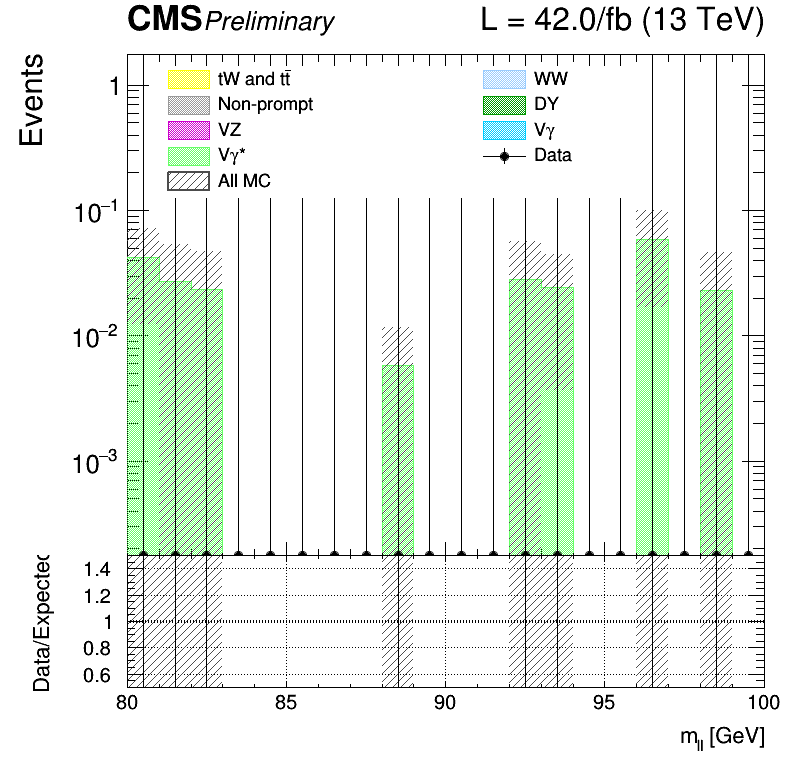 CMS Preliminary L = 42.0/fb (13 TeV)
Events
tW and tt̄
Non-prompt
VZ
Vγ*
All MC
WW
DY
Vγ
Data
1
10⁻¹
10⁻²
10⁻³
Data/Expected
1.4
1.2
1
0.8
0.6
80 85 90 95 100
m_ll [GeV]